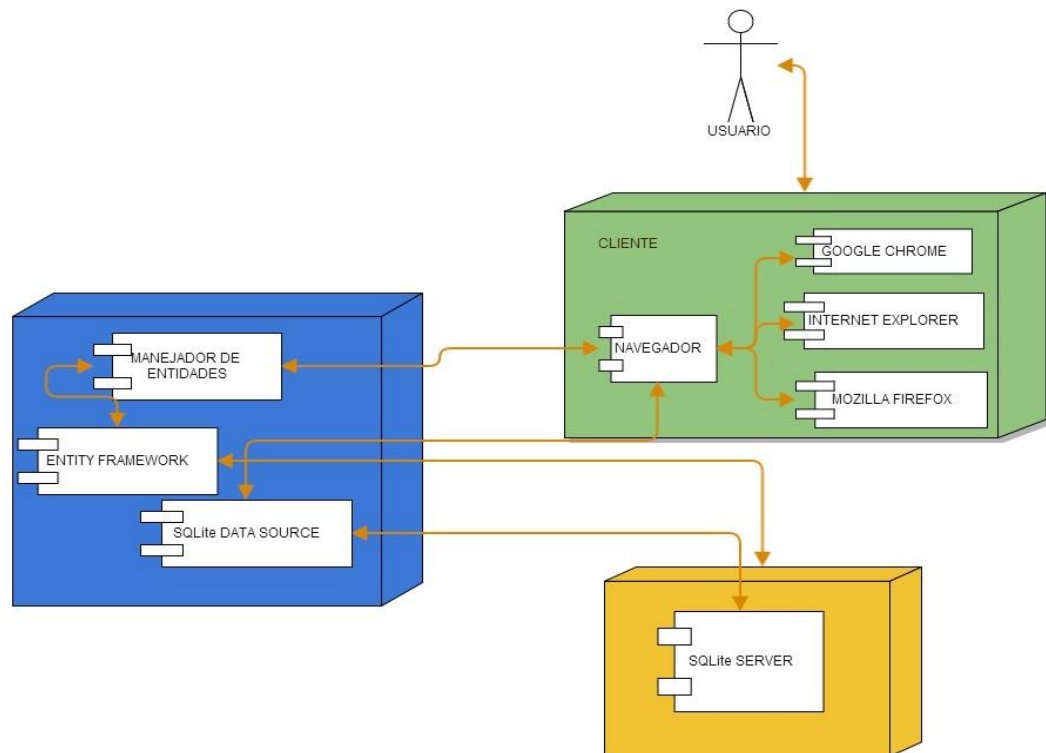 USUARIO
CLIENTE
GOOGLE CHROME
INTERNET EXPLORER
NAVEGADOR
MOZILLA FIREFOX
MANEJADOR DE
ENTIDADES
ENTITY FRAMEWORK
SQLite DATA SOURCE
SQLite SERVER